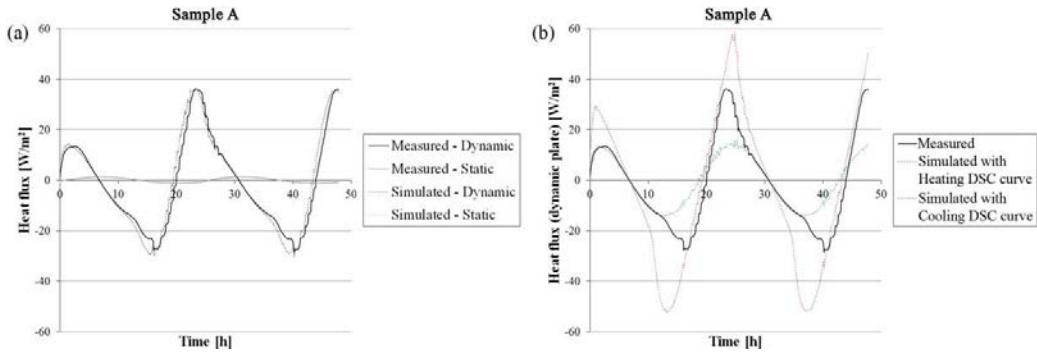 Sample A
(a)
60
40
20
0
-20
-40
-60
0
10
20
30
40
50
Heat flux [W/m²]
Time [h]
Measured - Dynamic
Measured - Static
Simulated - Dynamic
Simulated - Static
Sample A
(b)
60
40
20
0
-20
-40
-60
0
10
20
30
40
50
Heat flux (dynamic plate) [W/m²]
Time [h]
Measured
Simulated with
Heating DSC curve
Simulated with
Cooling DSC curve